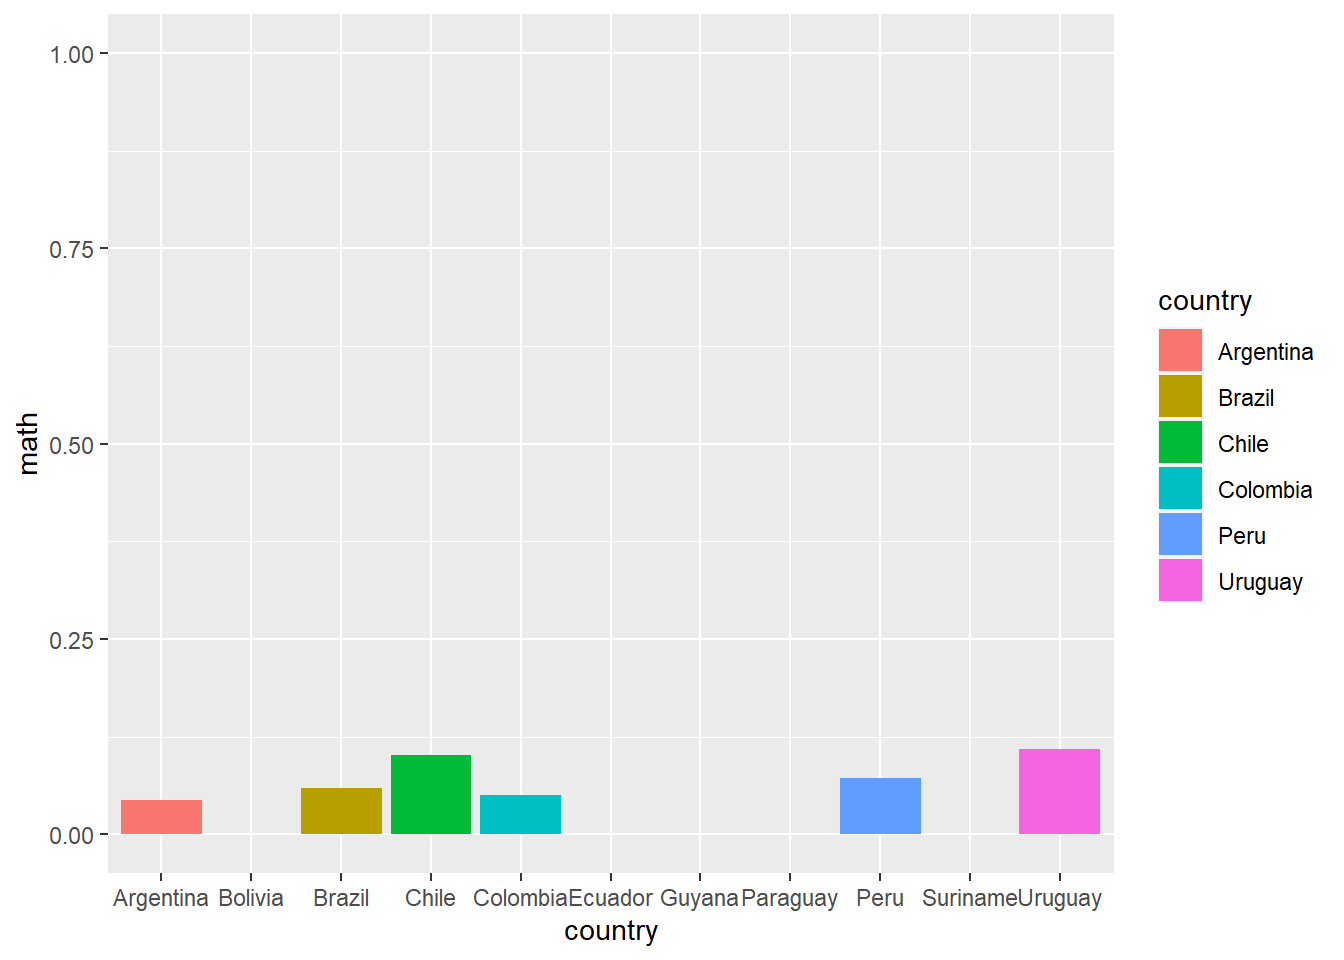 1.00
0.75
0.50
0.25
0.00
math
Argentina Bolivia Brazil Chile Colombia Ecuador Guyana Paraguay Peru Suriname Uruguay
country
country
Argentina
Brazil
Chile
Colombia
Peru
Uruguay